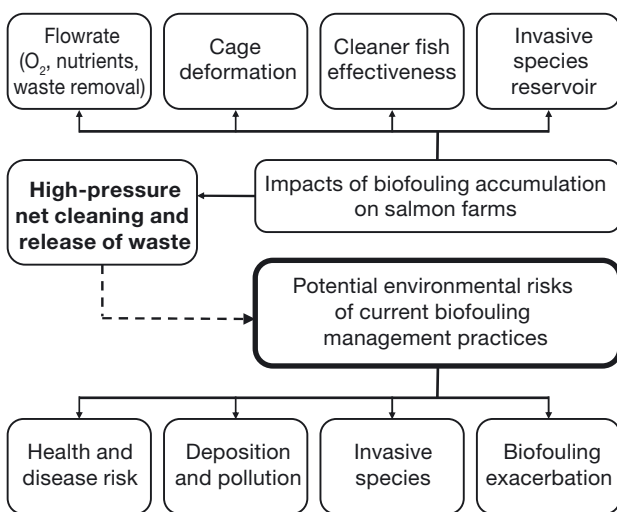 Flowrate
(O₂, nutrients,
waste removal)
Cage
deformation
Cleaner fish
effectiveness
Invasive
species
reservoir
High-pressure
net cleaning and
release of waste
Impacts of biofouling accumulation
on salmon farms
Potential environmental risks
of current biofouling
management practices
Health and
disease risk
Deposition
and pollution
Invasive
species
Biofouling
exacerbation